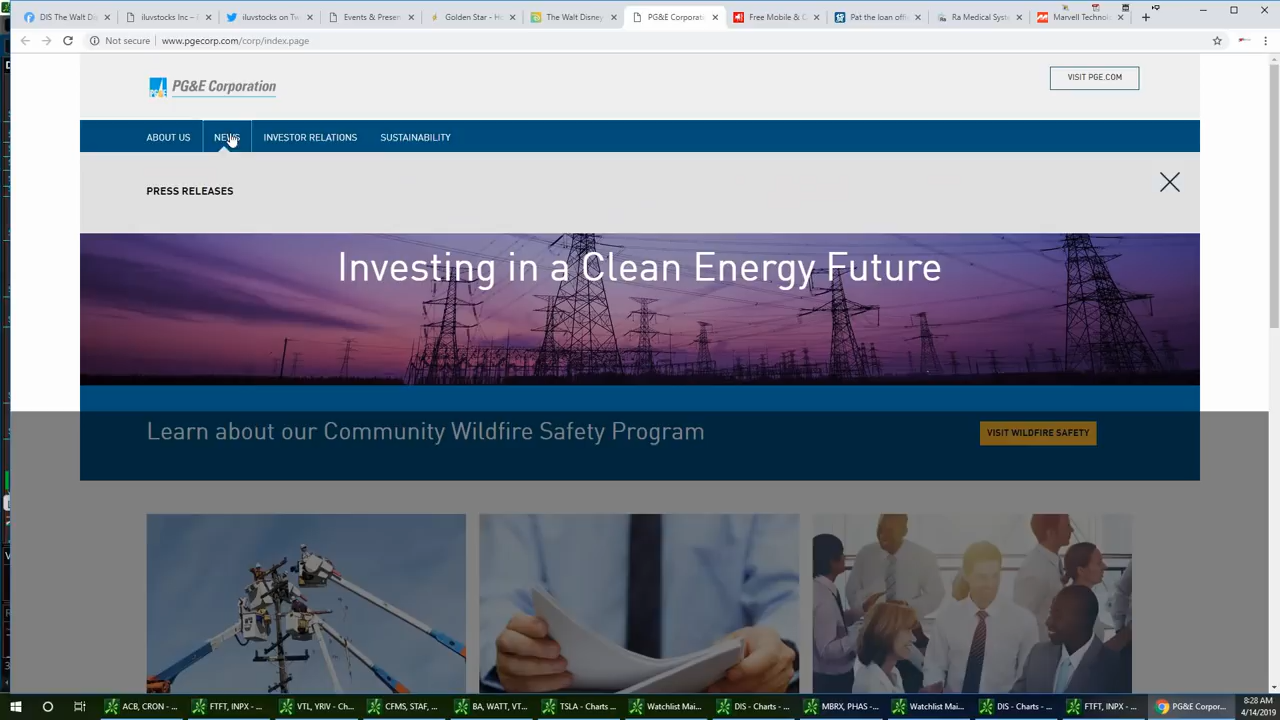 DIS The Walt Disney
iluvstocks Inc –
iluvstocks on Tw
Events & Presen
Golden Star - Ho
The Walt Disney
PG&E Corporat
Free Mobile & C
Pat the loan offi
Ra Medical Syst
Marvell Technol
Not secure www.pgecorp.com/corp/index.page
PG&E Corporation
VISIT PGE.COM
ABOUT US NEWS INVESTOR RELATIONS SUSTAINABILITY
PRESS RELEASES
Investing in a Clean Energy Future
Learn about our Community Wildfire Safety Program
VISIT WILDFIRE SAFETY
ACB, CRON - ...
FTFT, INPX - ...
VTL, YRIV - Ch...
CFMS, STAF, ...
BA, WATT, VT...
TSLA - Charts ...
Watchlist Mai...
DIS - Charts - ...
MBRX, PHAS - ...
Watchlist Mai...
DIS - Charts - ...
FTFT, INPX - ...
PG&E Corpor...
8:28 AM
4/14/2019